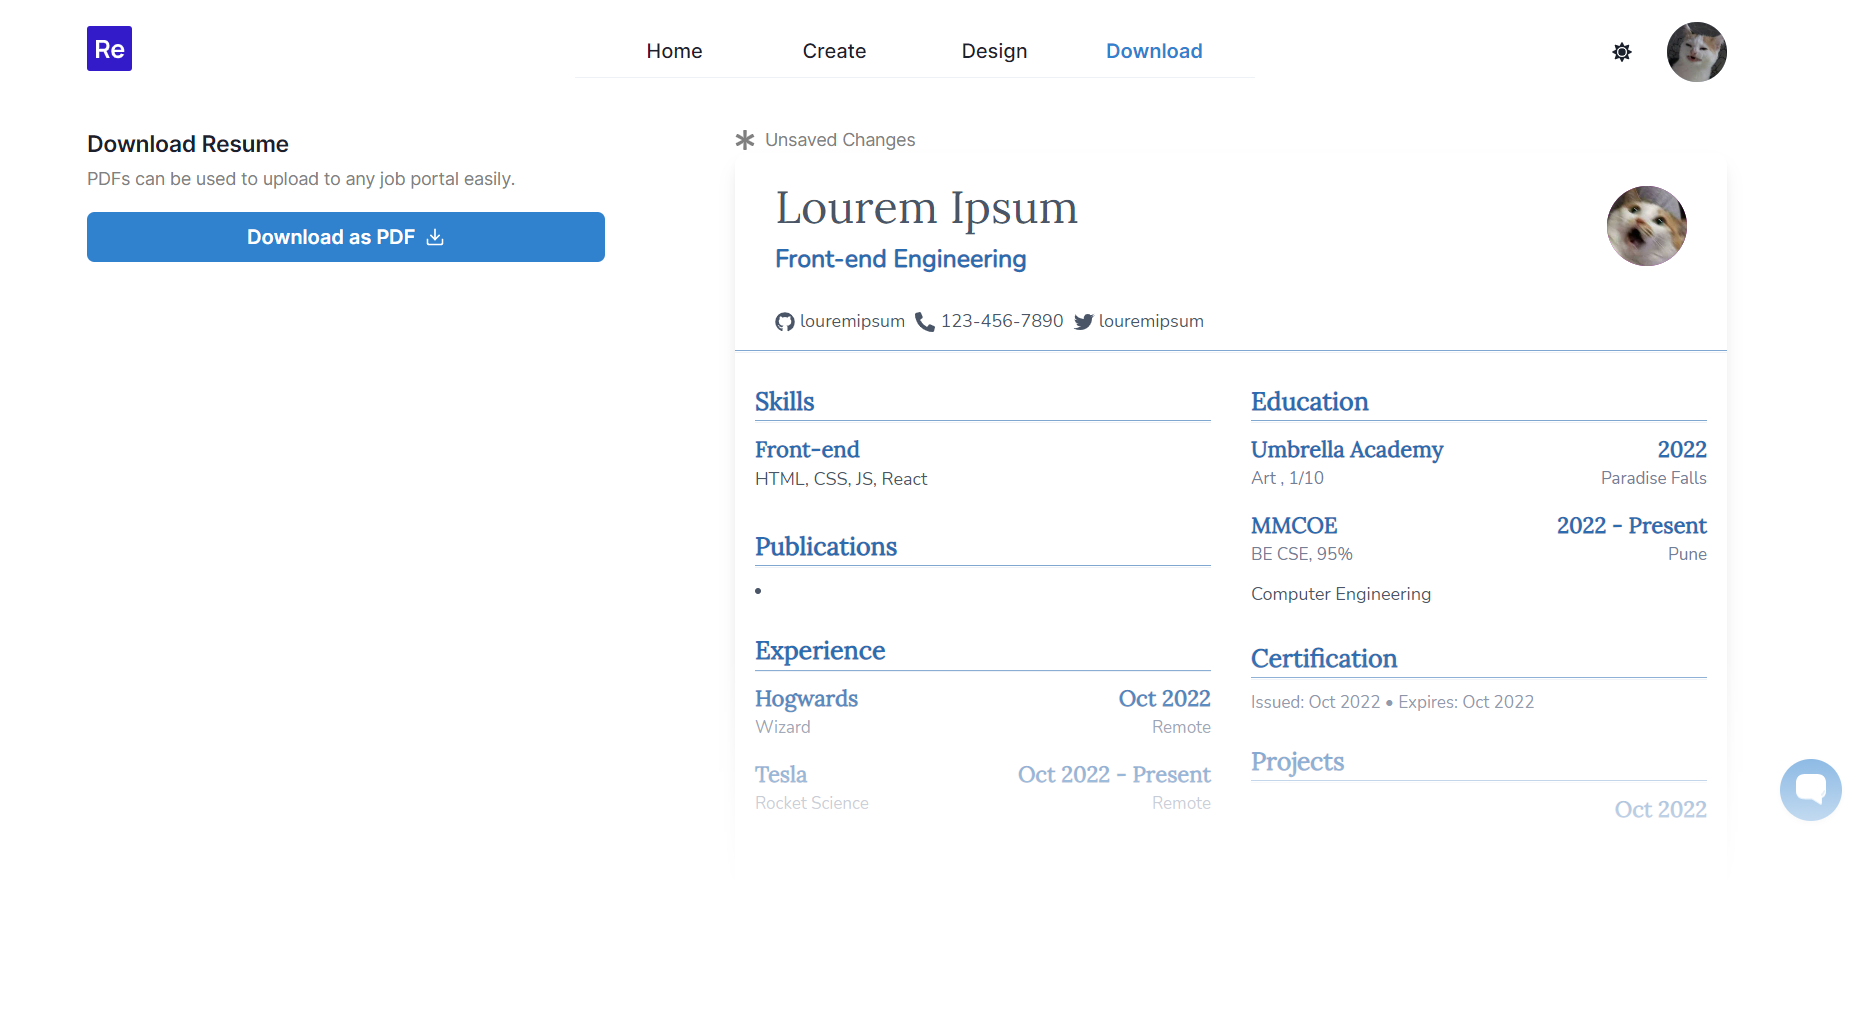 Re
Home Create Design Download
Download Resume
PDFs can be used to upload to any job portal easily.
Download as PDF
Unsaved Changes
Lourem Ipsum
Front-end Engineering
louremipsum 123-456-7890 louremipsum
Skills
Front-end
HTML, CSS, JS, React
Publications
•
Experience
Hogwards Oct 2022
Wizard Remote
Tesla Oct 2022 - Present
Rocket Science Remote
Education
Umbrella Academy 2022
Art , 1/10 Paradise Falls
MMCOE 2022 - Present
BE CSE, 95% Pune
Computer Engineering
Certification
Issued: Oct 2022 • Expires: Oct 2022
Projects
Oct 2022